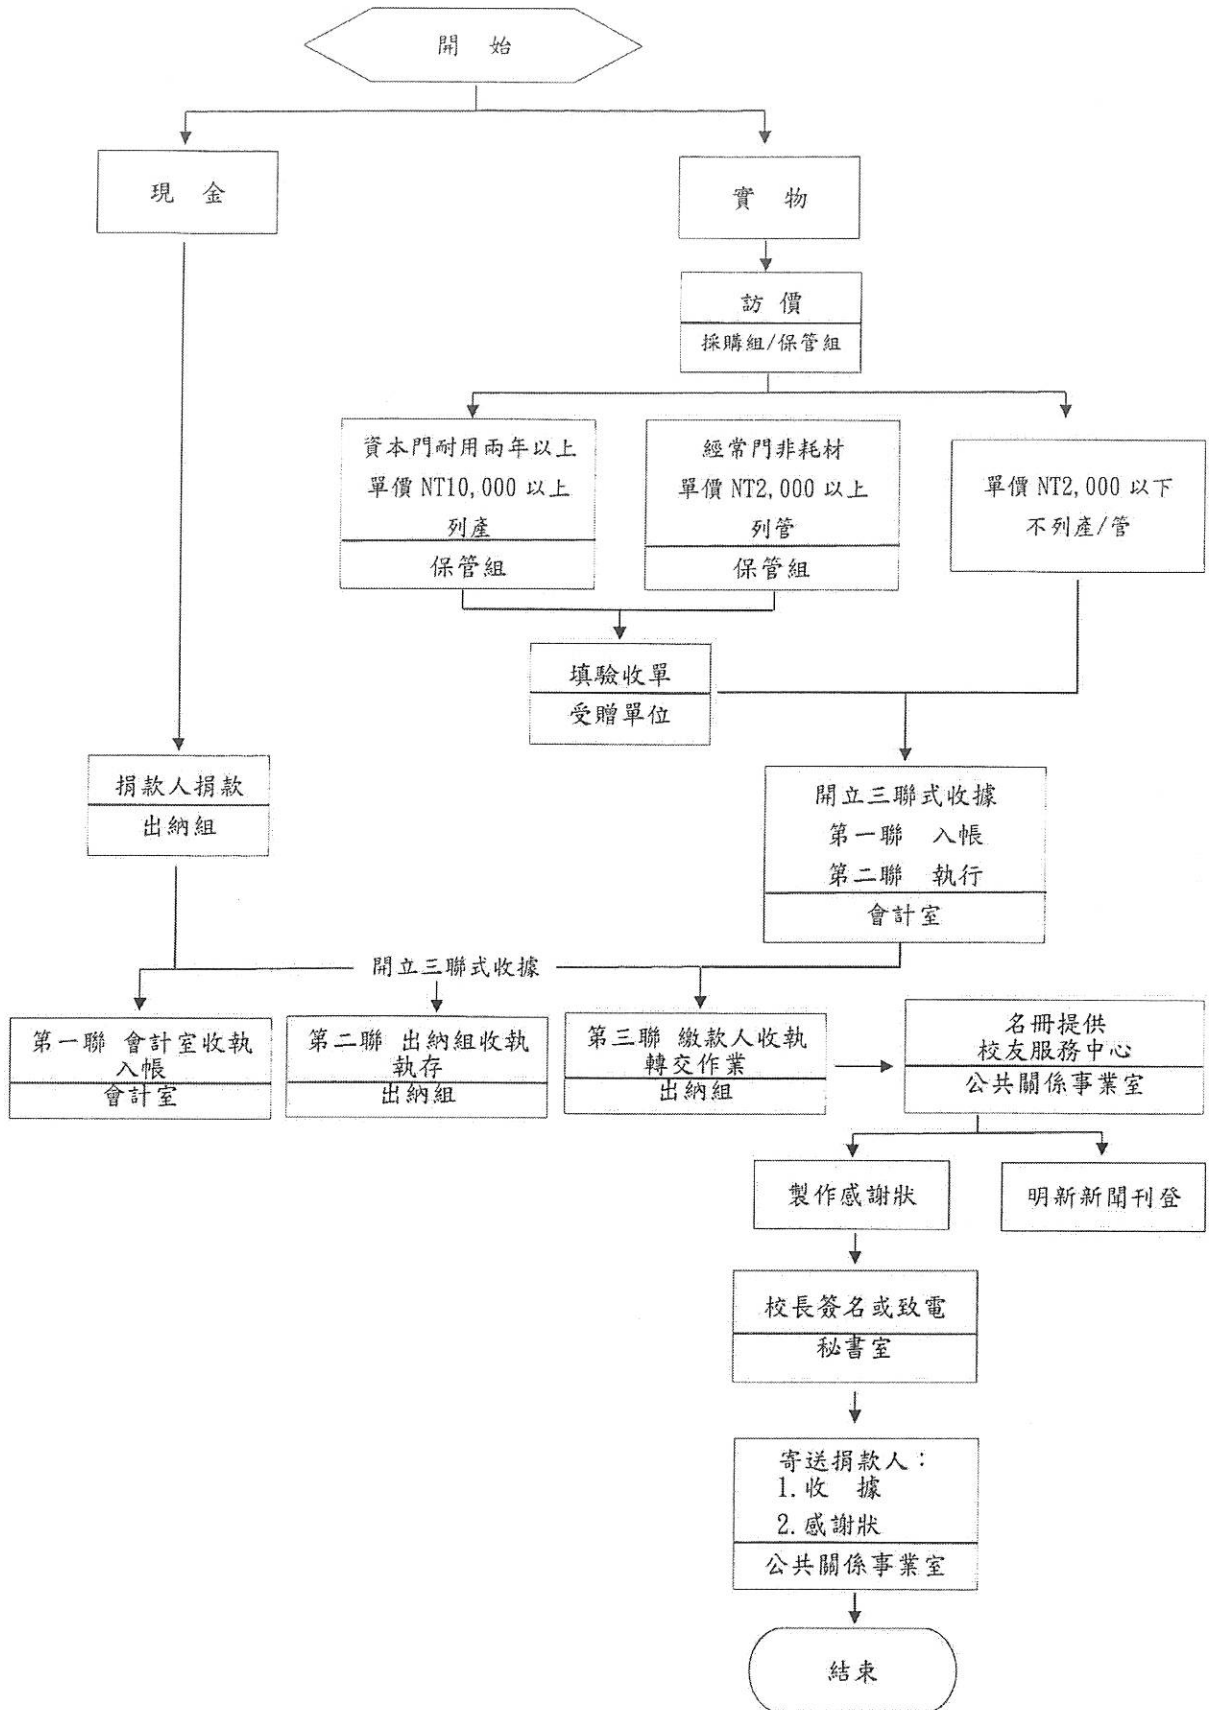 開 始
現 金
實 物
訪 價
採購組/保管組
資本門耐用兩年以上
單價 NT10,000 以上
列產
保管組
經常門非耗材
單價 NT2,000 以上
列管
保管組
單價 NT2,000 以下
不列產/管
填驗收單
受贈單位
捐款人捐款
出納組
開立三聯式收據
第一聯 入帳
第二聯 執行
會計室
開立三聯式收據
第一聯 會計室收執
入帳
會計室
第二聯 出納組收執
執存
出納組
第三聯 繳款人收執
轉交作業
出納組
名冊提供
校友服務中心
公共關係事業室
製作感謝狀
明新新聞刊登
校長簽名或致電
秘書室
寄送捐款人：
1.收 據
2.感謝狀
公共關係事業室
結束